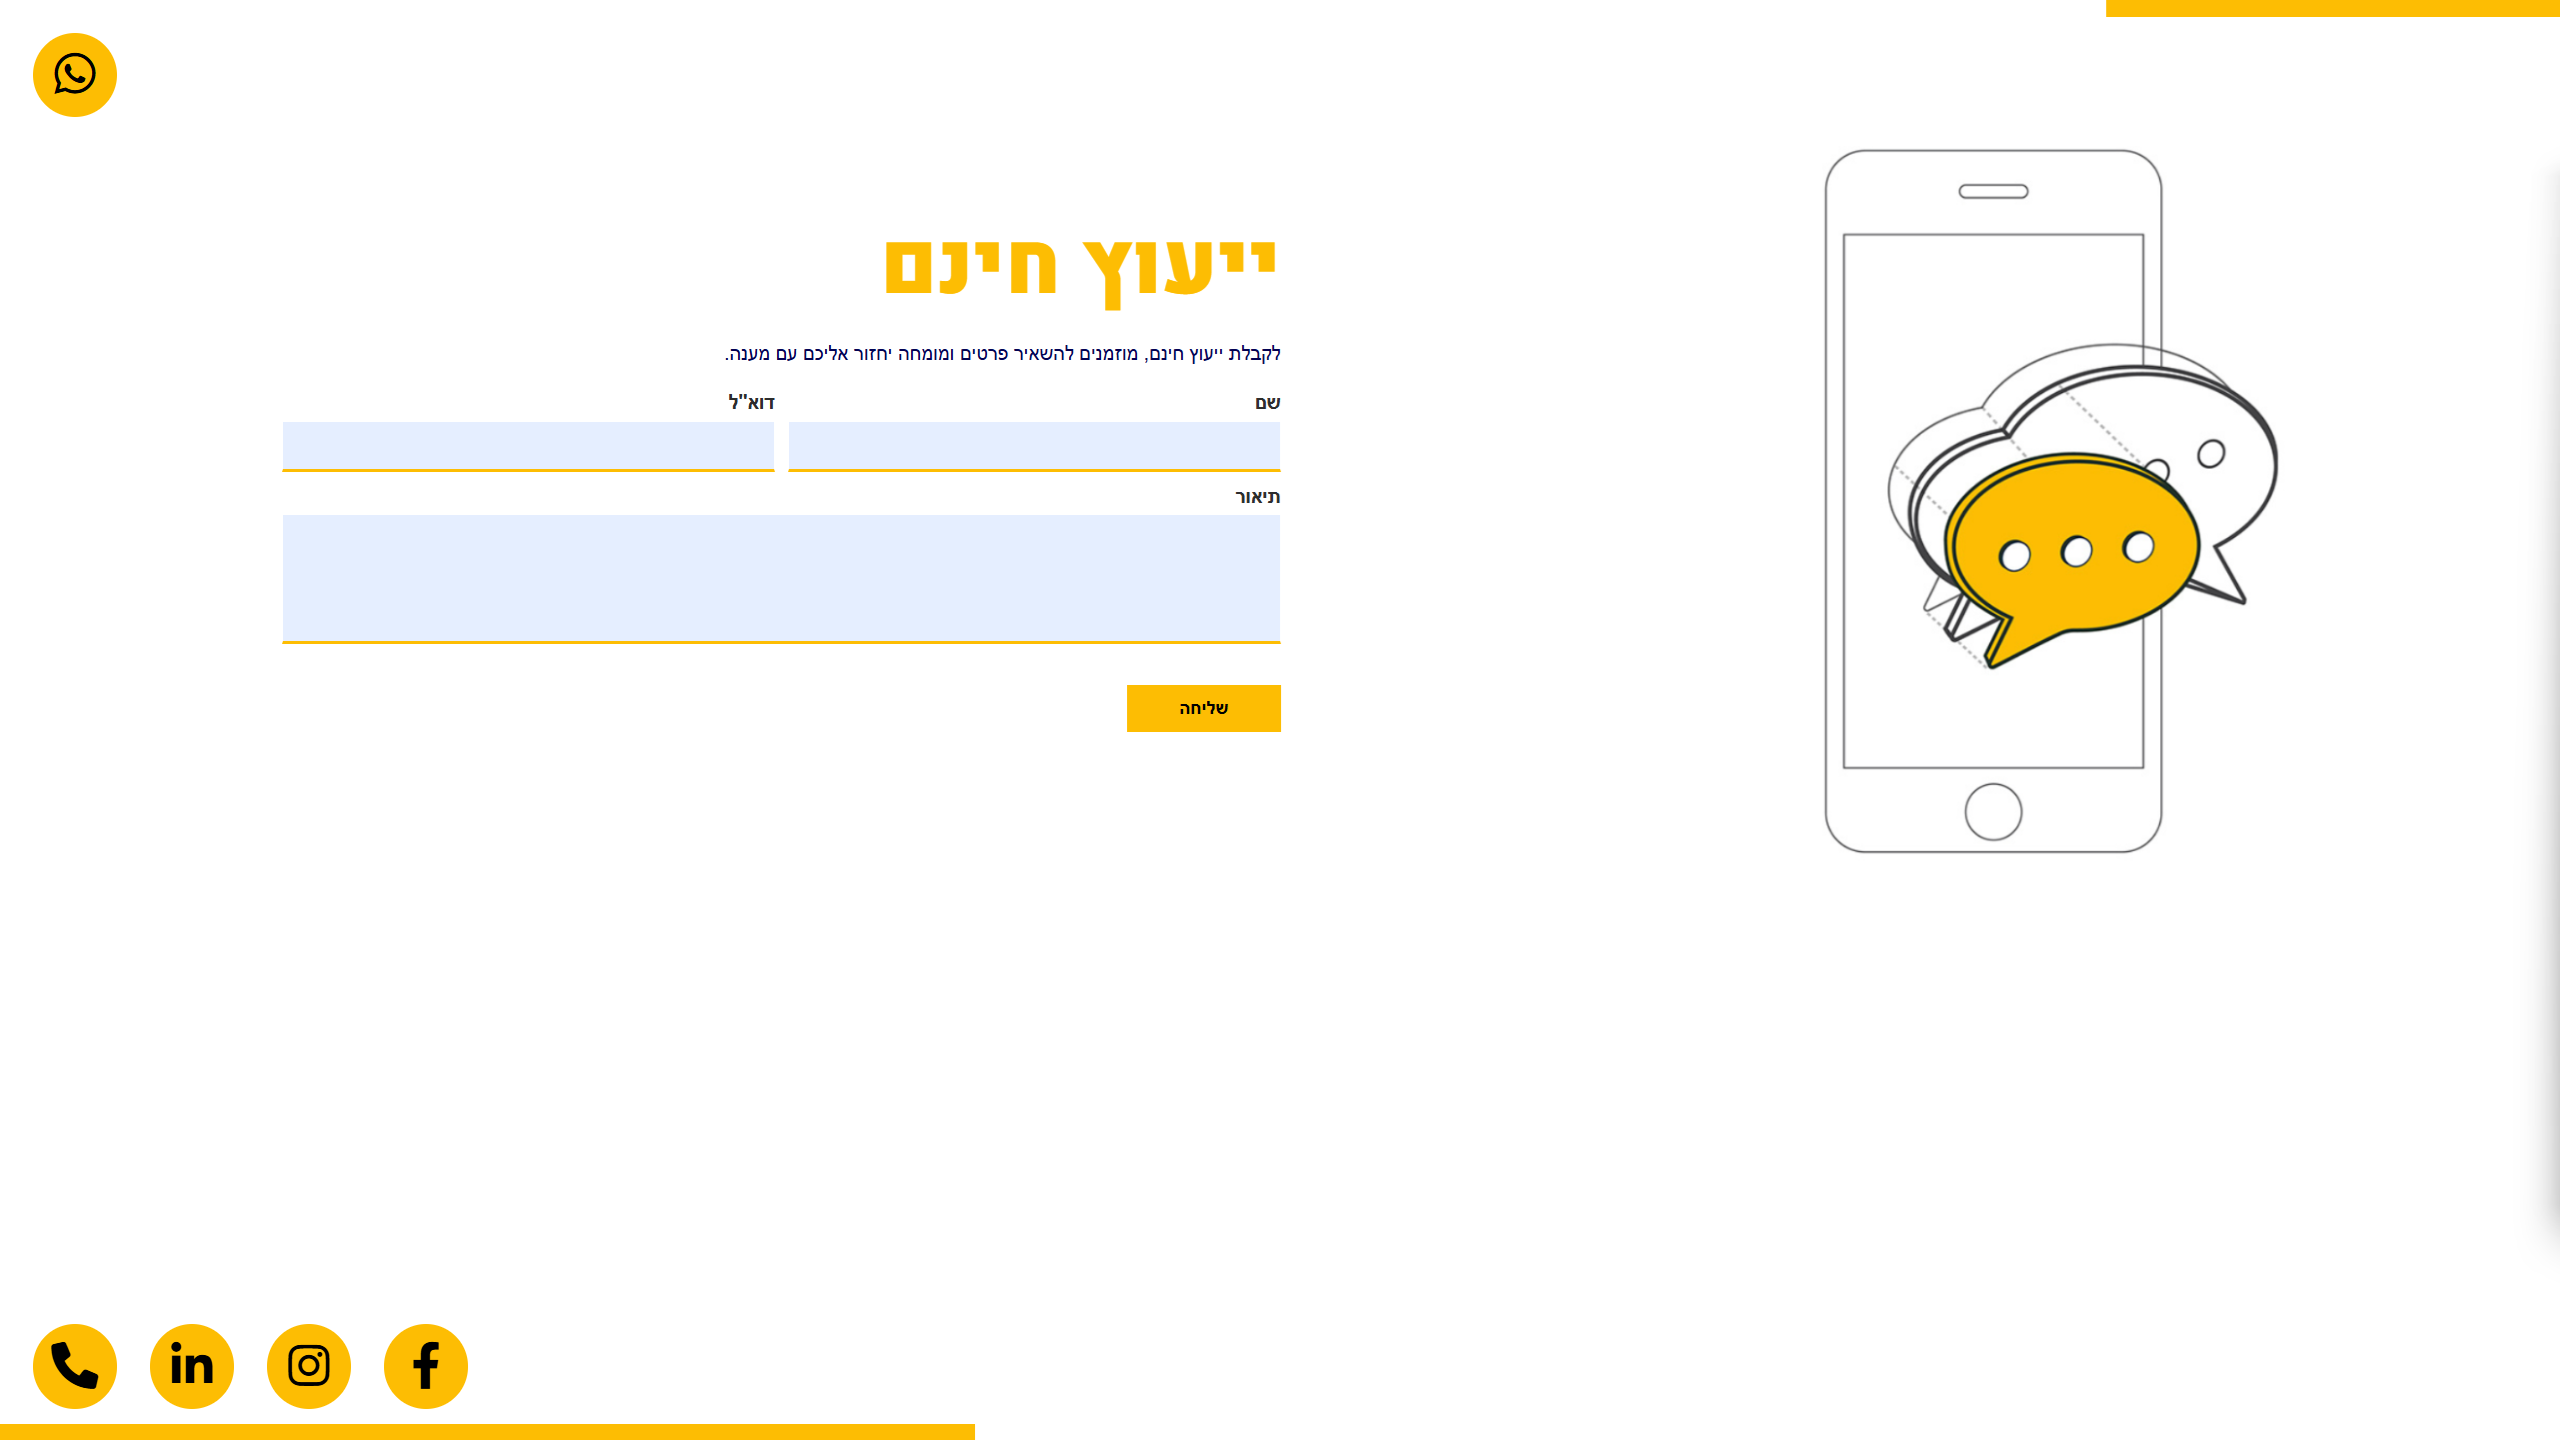 ייעוץ חינם
לקבלת ייעוץ חינם, מוזמנים להשאיר פרטים ומומחה יחזור אליכם עם מענה.
שם
דוא"ל
תיאור
שליחה